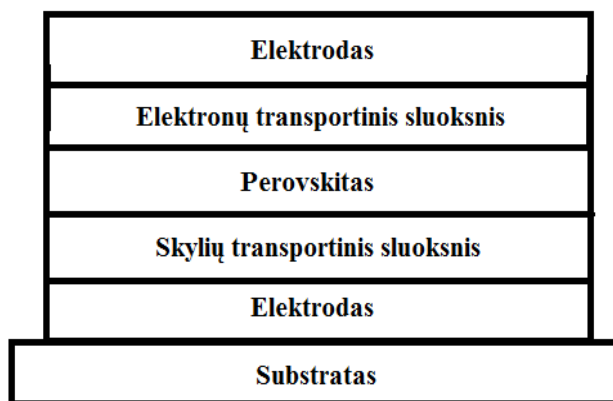 Elektrodas
Elektronų transportinis sluoksnis
Perovskitas
Skylių transportinis sluoksnis
Elektrodas
Substratas